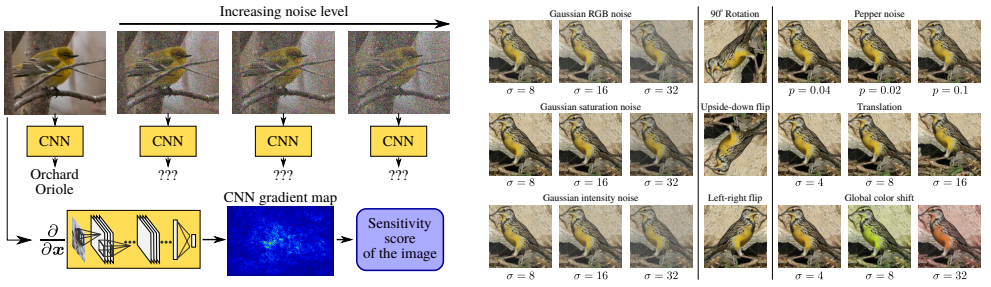 Increasing noise level
CNN
CNN
CNN
CNN
Orchard
Oriole
???
???
???
CNN gradient map
∂
∂x
Sensitivity
score
of the image
Gaussian RGB noise
90° Rotation
Pepper noise
σ = 8
σ = 16
σ = 32
p = 0.04
p = 0.02
p = 0.1
Gaussian saturation noise
Upside-down flip
Translation
σ = 8
σ = 16
σ = 32
σ = 4
σ = 8
σ = 16
Gaussian intensity noise
Left-right flip
Global color shift
σ = 8
σ = 16
σ = 32
σ = 4
σ = 8
σ = 32